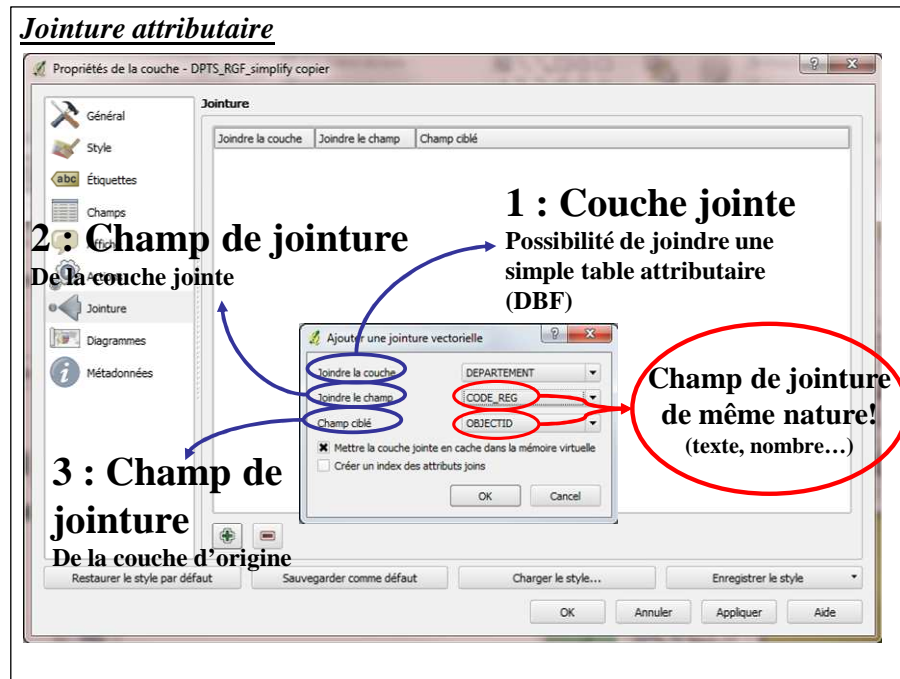 Jointure attributaire
Propriétés de la couche - DPTS_RGF_simplify copier
Général
Style
abc Étiquettes
Champs
Actions
Jointure
Diagrammes
Métadonnées
Jointure
Joindre la couche Joindre le champ Champ ciblé
1 : Couche jointe
Possibilité de joindre une
simple table attributaire
(DBF)
2 : Champ de jointure
De la couche jointe
Ajouter une jointure vectorielle
Joindre la couche DEPARTEMENT
Joindre le champ CODE_REG
Champ ciblé OBJECTID
Mettre la couche jointe en cache dans la mémoire virtuelle
Créer un index des attributs joins
OK Cancel
Champ de jointure
de même nature!
(texte, nombre…)
3 : Champ de
jointure
De la couche d'origine
Restaurer le style par défaut Sauvegarder comme défaut Charger le style... Enregistrer le style
OK Annuler Appliquer Aide